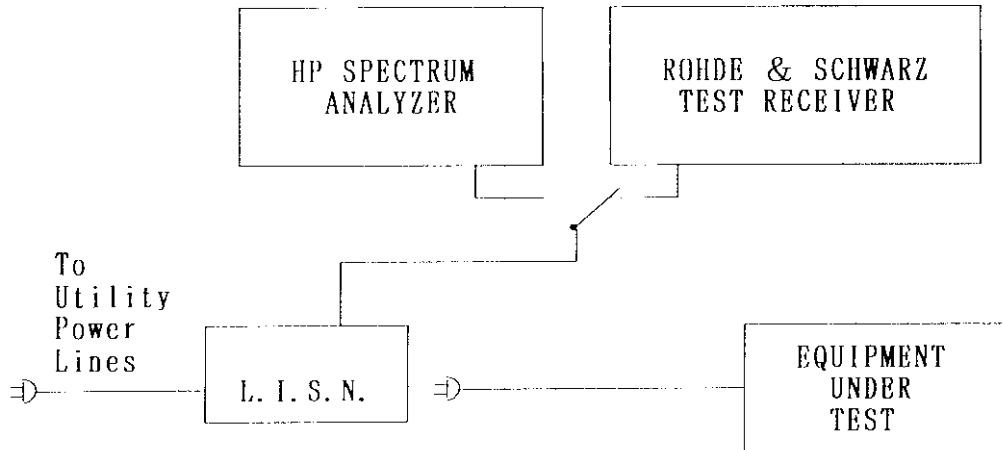 HP SPECTRUM
ANALYZER
ROHDE & SCHWARZ
TEST RECEIVER
To
Utility
Power
Lines
L. I. S. N.
EQUIPMENT
UNDER
TEST